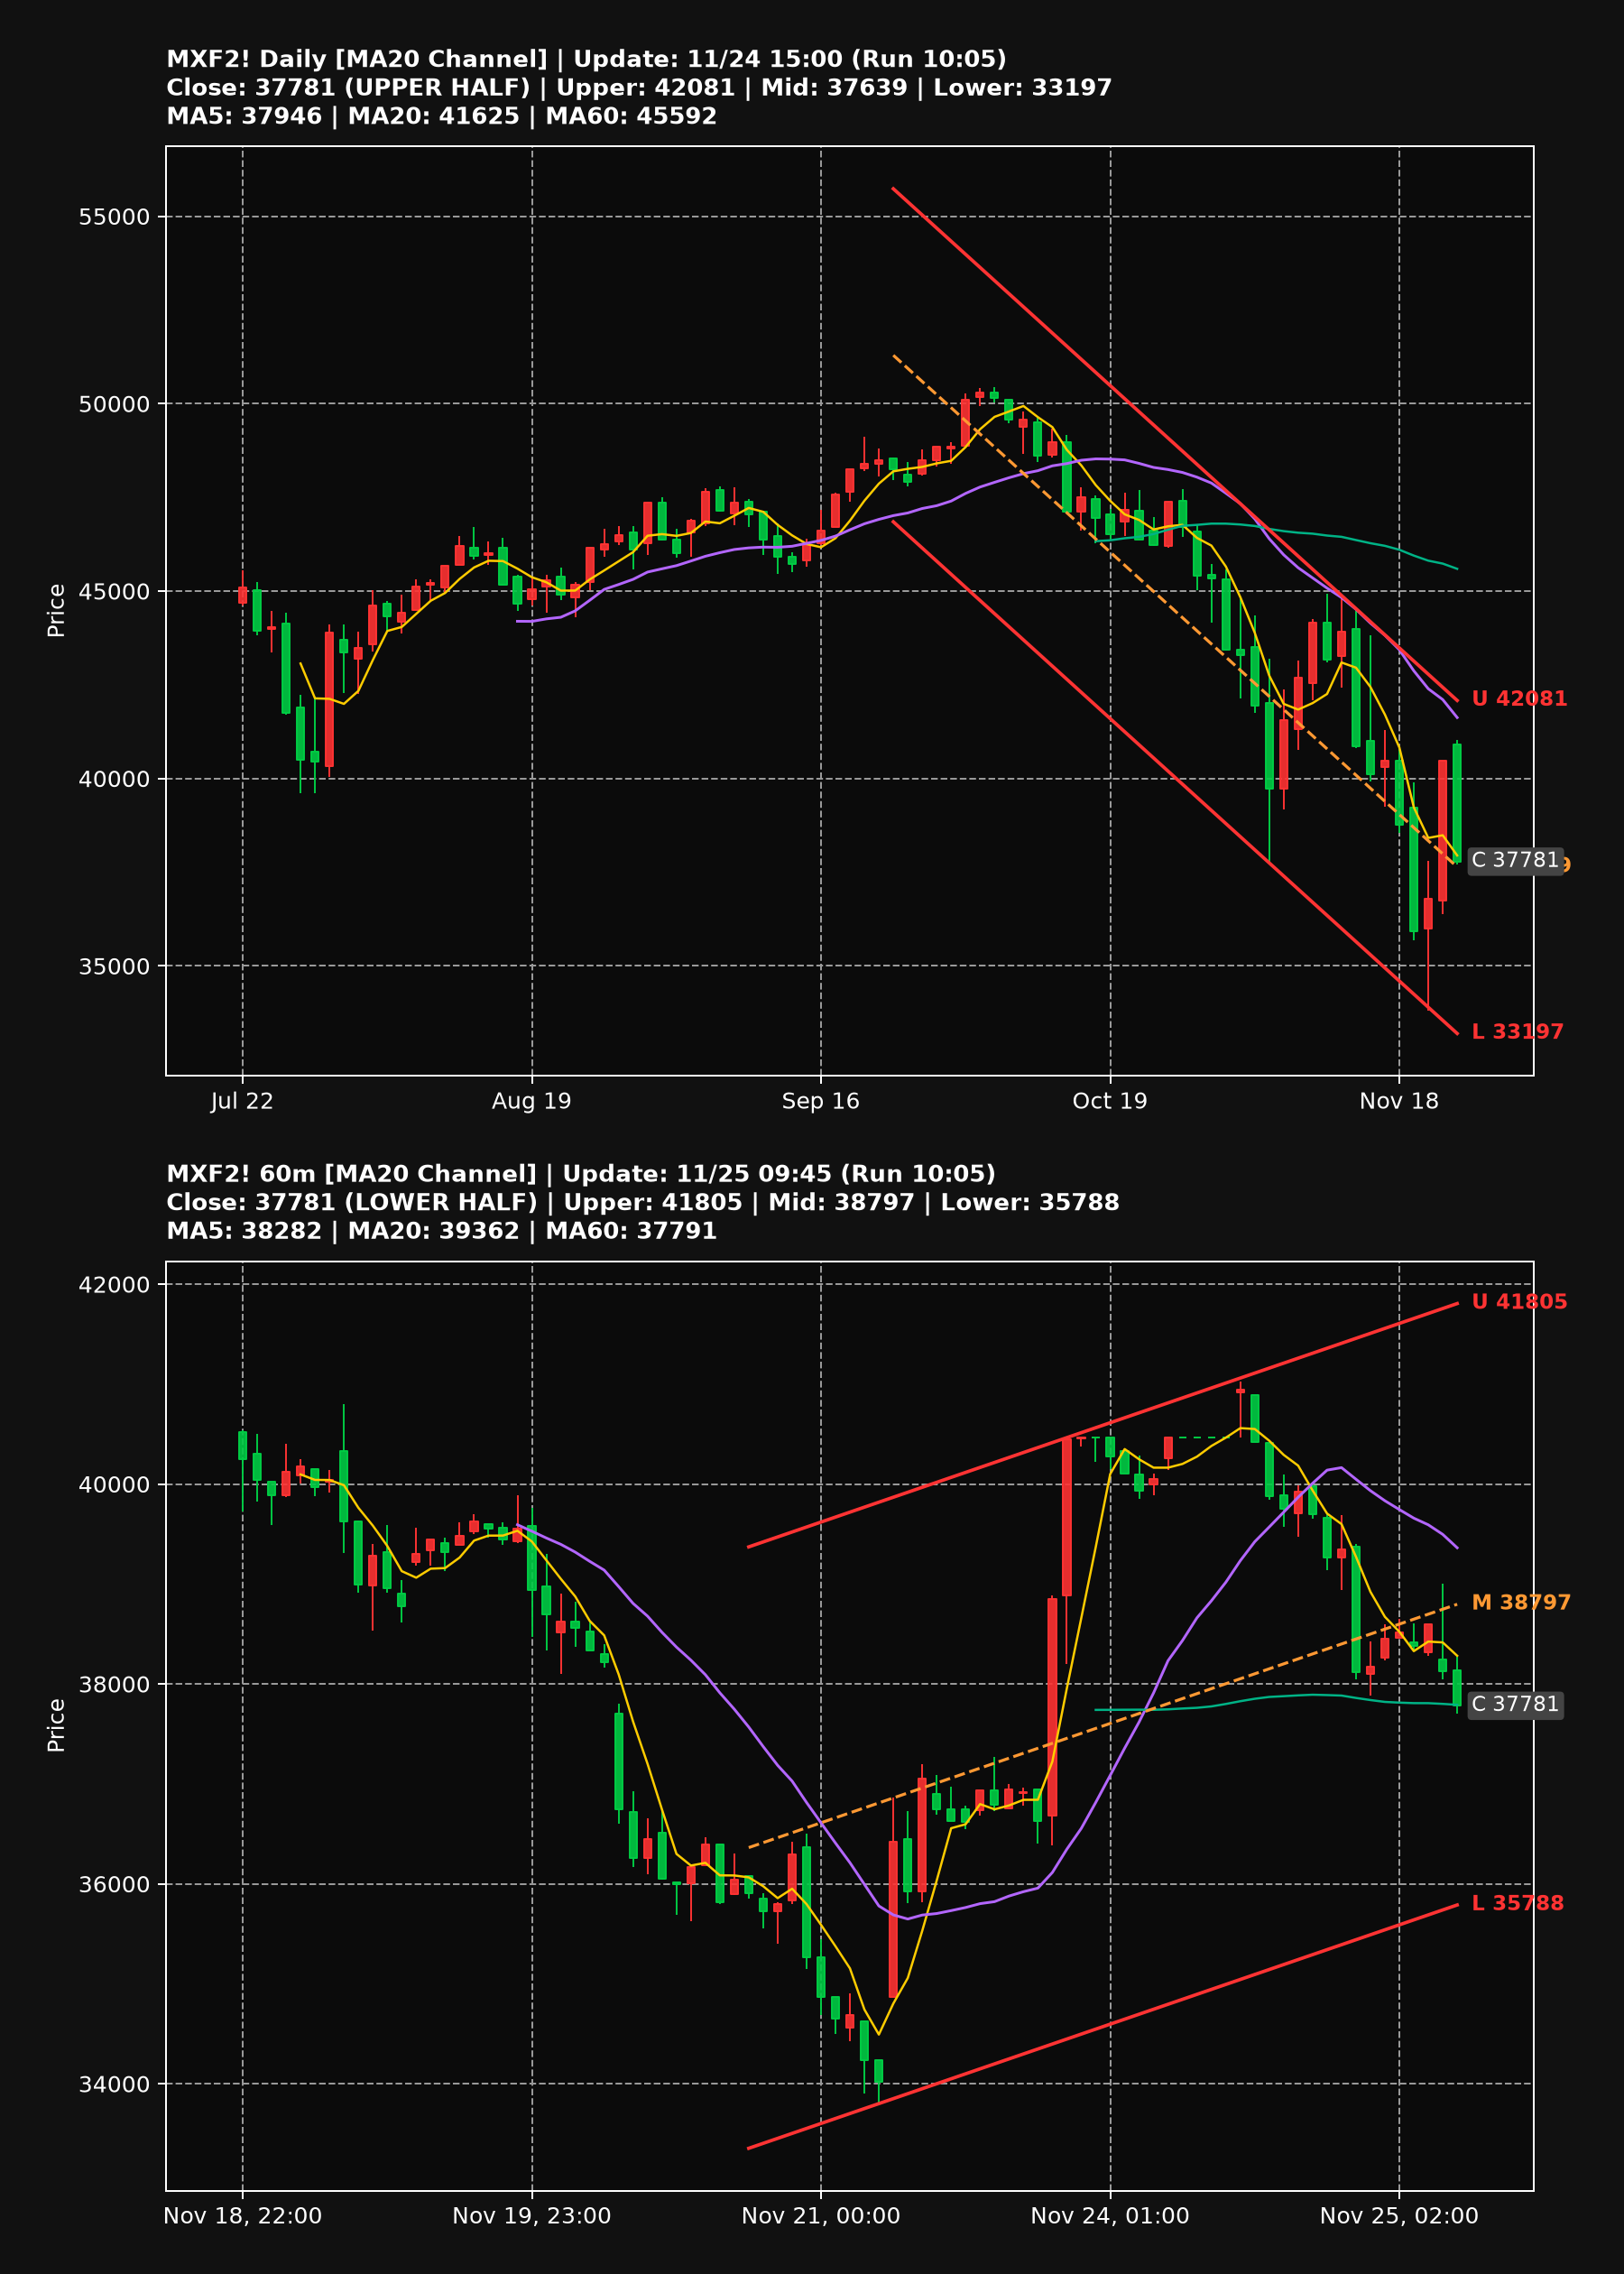 MXF2! Daily [MA20 Channel] | Update: 11/24 15:00 (Run 10:05)
Close: 37781 (UPPER HALF) | Upper: 42081 | Mid: 37639 | Lower: 33197
MA5: 37946 | MA20: 41625 | MA60: 45592
Price
55000
50000
45000
40000
35000
U 42081
C 37781
9
L 33197
Jul 22
Aug 19
Sep 16
Oct 19
Nov 18
MXF2! 60m [MA20 Channel] | Update: 11/25 09:45 (Run 10:05)
Close: 37781 (LOWER HALF) | Upper: 41805 | Mid: 38797 | Lower: 35788
MA5: 38282 | MA20: 39362 | MA60: 37791
Price
42000
40000
38000
36000
34000
U 41805
M 38797
C 37781
L 35788
Nov 18, 22:00
Nov 19, 23:00
Nov 21, 00:00
Nov 24, 01:00
Nov 25, 02:00